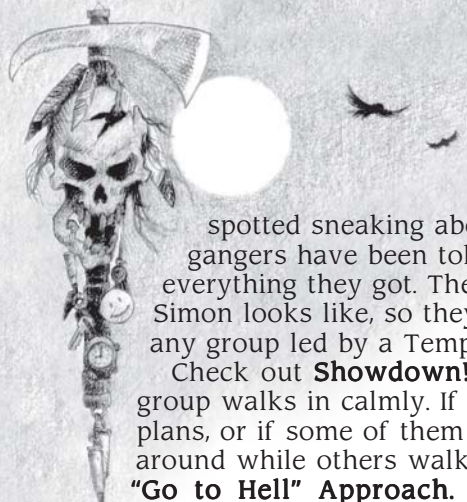 spotted sneaking abo
gangers have been tol
everything they got. The
Simon looks like, so they
any group led by a Temp
Check out Showdown!
group walks in calmly. If
plans, or if some of them
around while others walk
"Go to Hell" Approach.